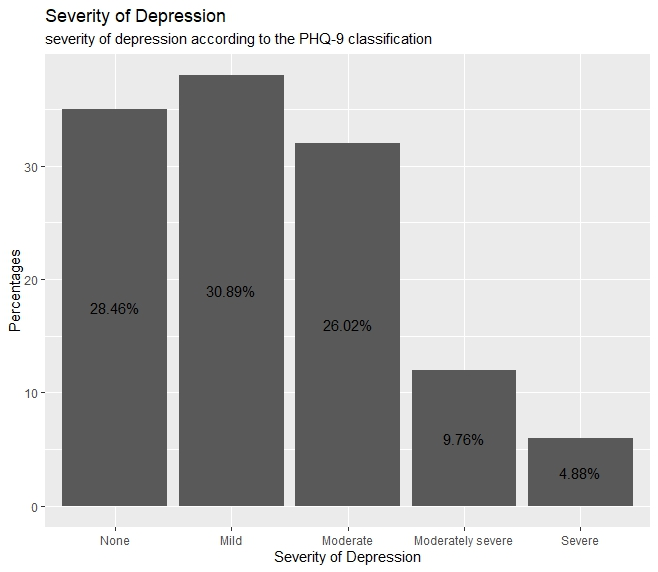 Severity of Depression
severity of depression according to the PHQ-9 classification
Percentages
30
20
10
0
28.46%
30.89%
26.02%
9.76%
4.88%
None
Mild
Moderate
Moderately severe
Severe
Severity of Depression